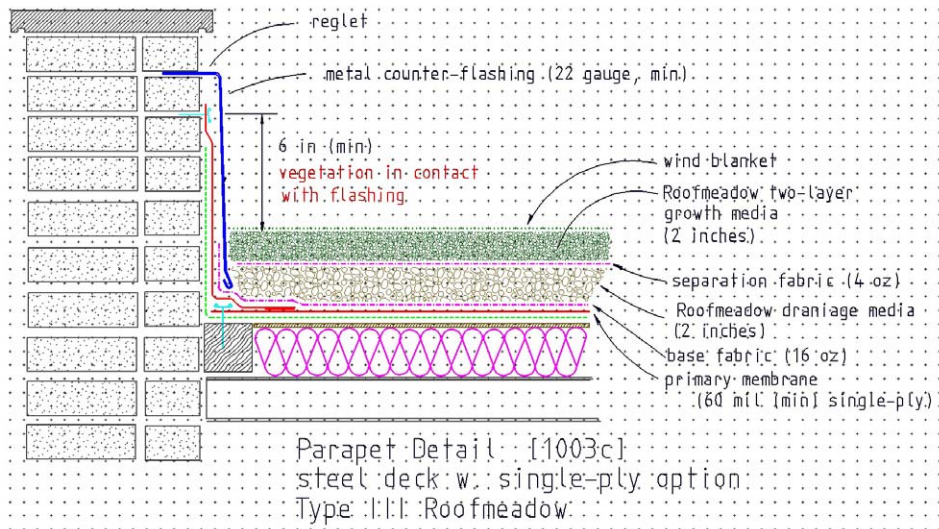 reglet
metal counter-flashing (22 gauge, min.)
6 in (min)
vegetation in contact
with flashing
wind blanket
Roofmeadow two-layer
growth media
(2 inches)
separation fabric (4 oz)
Roofmeadow draniage media
(2 inches)
base fabric (16 oz)
primary membrane
(60 mil (min) single-ply)
Parapet Detail [1003c]
steel deck w. single-ply option
Type III Roofmeadow